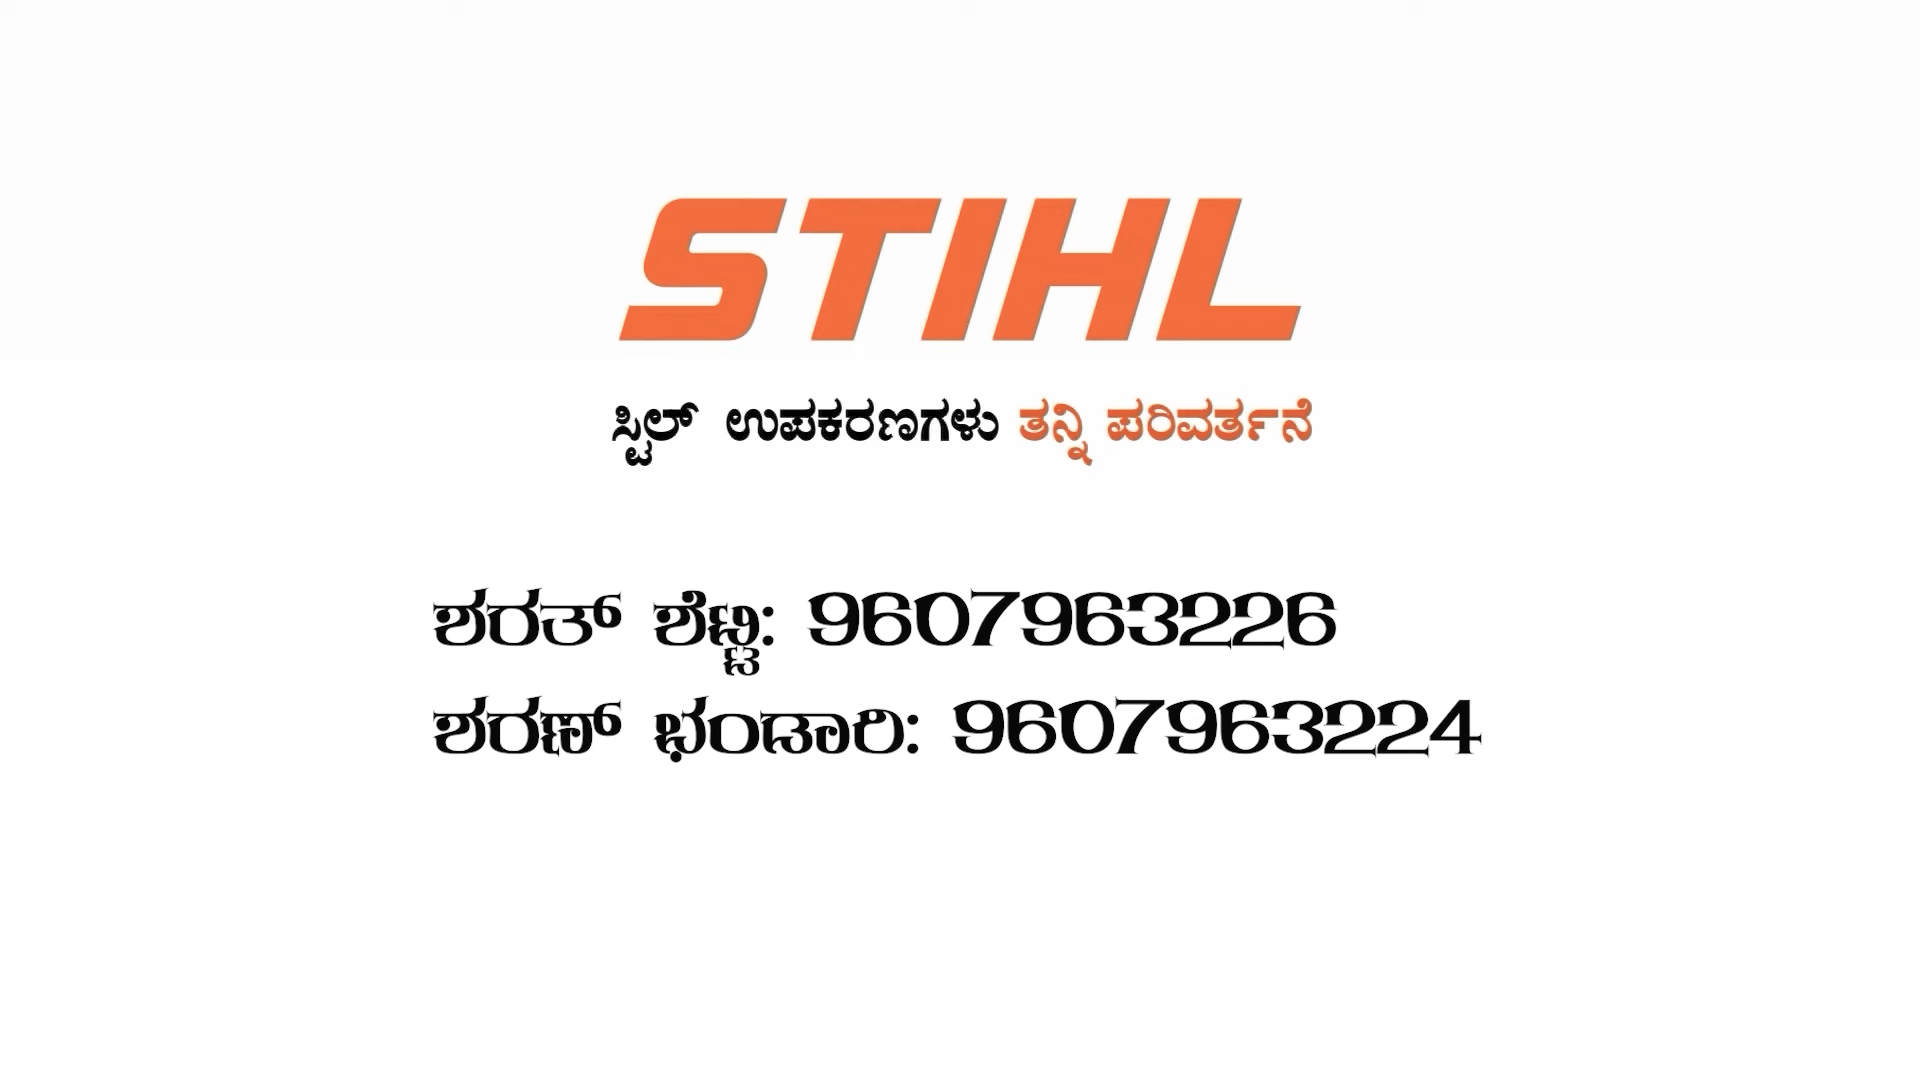 STIHL
ಸ್ಟಿಲ್ ಉಪಕರಣಗಳು ತನ್ನಿ ಪರಿವರ್ತನೆ
ಶರತ್ ಶೆಟ್ಟಿ: 9607963226
ಶರಣ್ ಭಂಡಾರಿ: 9607963224